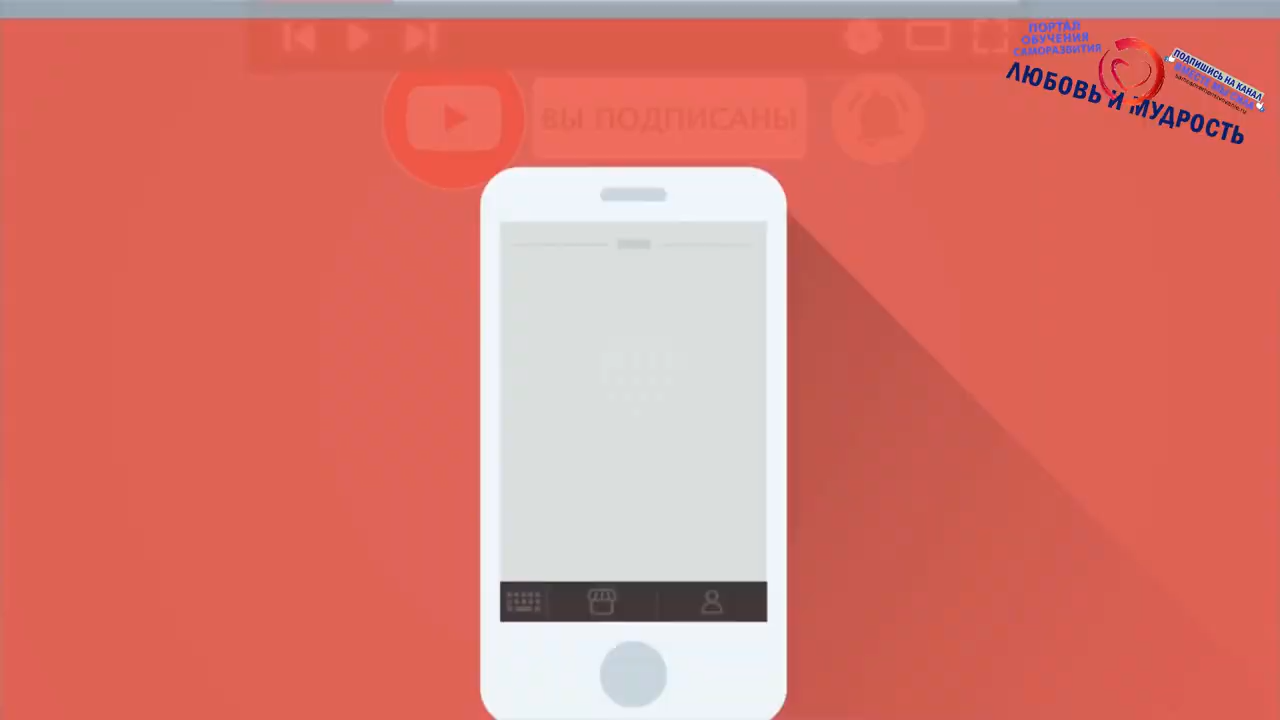 ВЫ ПОДПИСАНЫ
ПОРТАЛ
ОБУЧЕНИЯ
САМОРАЗВИТИЯ
ЛЮБОВЬ И МУДРОСТЬ
ПОДПИШИСЬ НА КАНАЛ